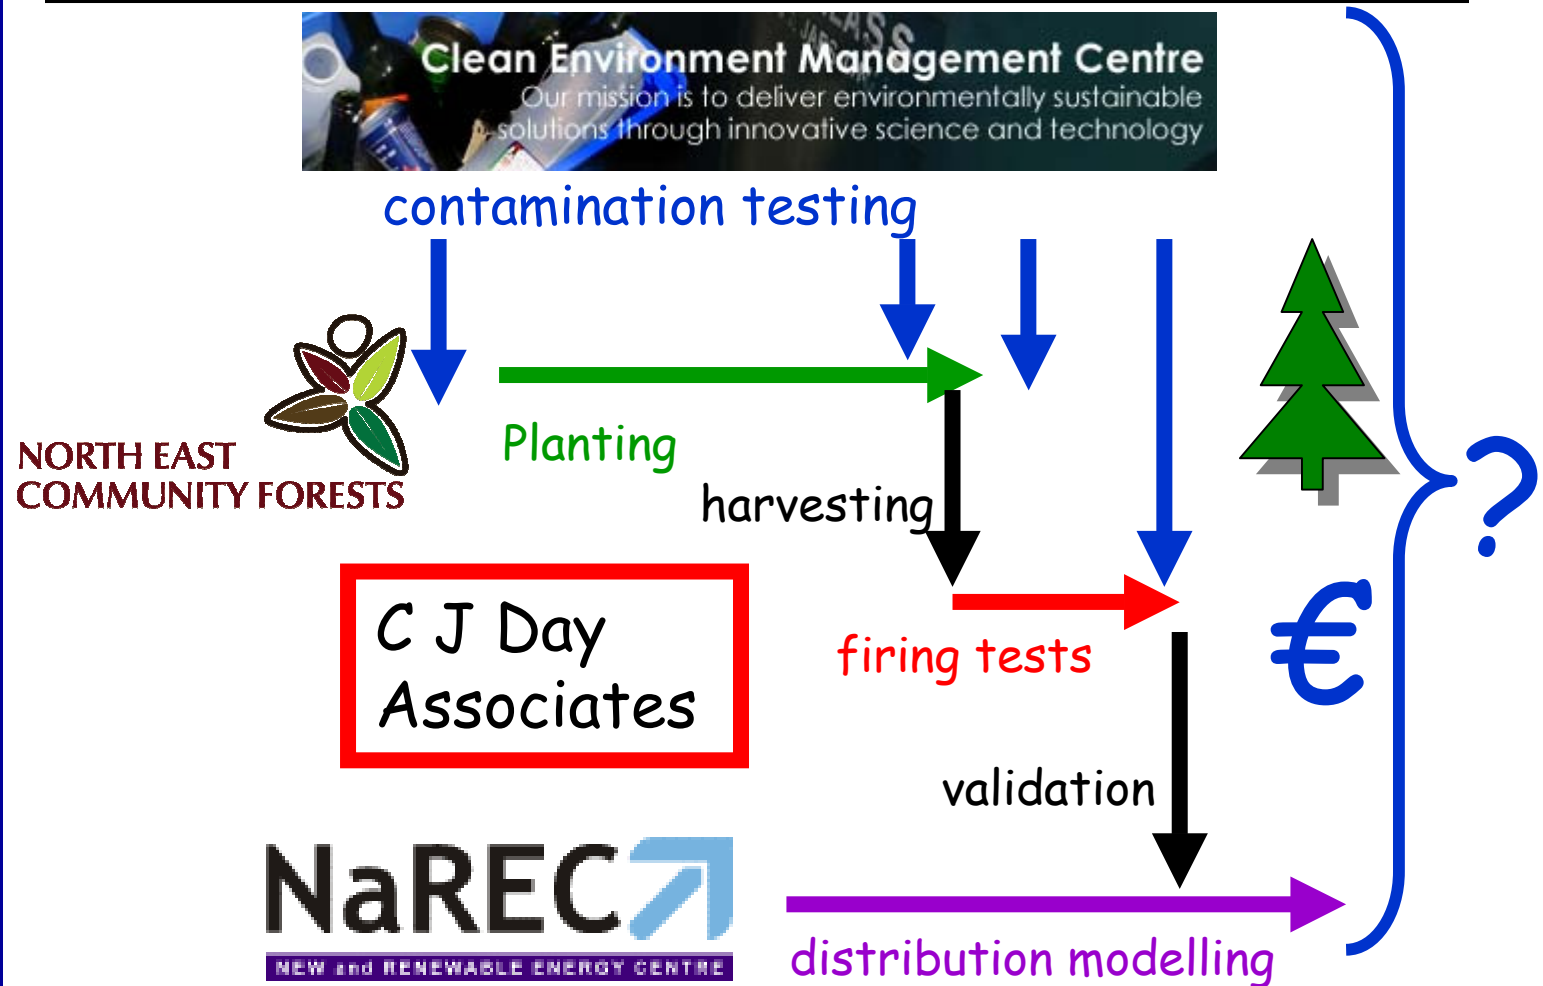 Clean Environment Management Centre
Our mission is to deliver environmentally sustainable
solutions through innovative science and technology
contamination testing
NORTH EAST
COMMUNITY FORESTS
Planting
harvesting
?
C J Day
Associates
firing tests
€
validation
NaREC
NEW and RENEWABLE ENERGY CENTRE
distribution modelling